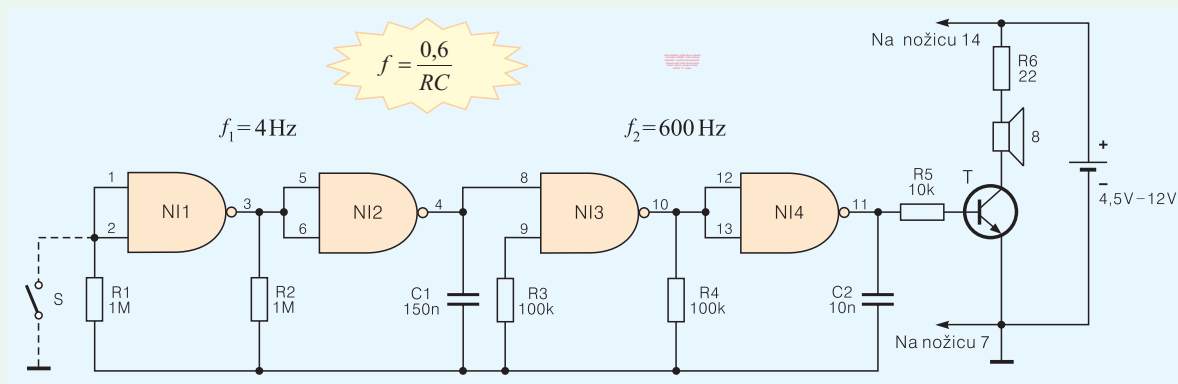 f = 0,6 / RC
f1 = 4 Hz
f2 = 600 Hz
Na nožicu 14
R6
22
8
+
−
4,5V−12V
1
2
NI1
3
5
6
NI2
4
8
9
NI3
10
12
13
NI4
11
R5
10k
T
S
R1
1M
R2
1M
C1
150n
R3
100k
R4
100k
C2
10n
Na nožicu 7